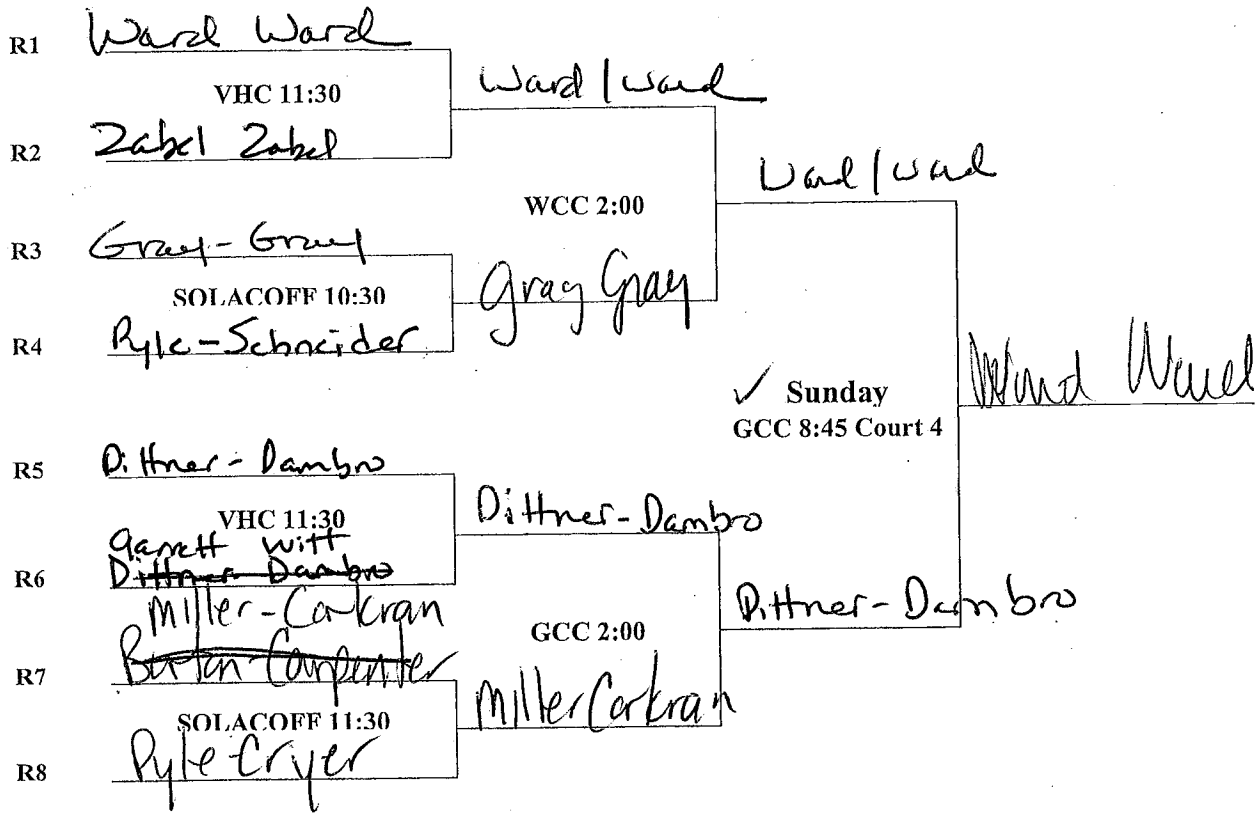 R1 Ward Ward
VHC 11:30
R2 Zabel Zabel
Ward / Ward
WCC 2:00
R3 Gray - Gray
SOLACOFF 10:30
R4 Pyle - Schneider
Gray Gray
Ward / Ward
✓ Sunday
GCC 8:45 Court 4
Ward Ward
R5 Dittner - Dambro
VHC 11:30
Garrett Witt
R6 Dittner Dambro
Dittner - Dambro
Miller - Corkran
GCC 2:00
R7 Burton Carpenter
SOLACOFF 11:30
R8 Pyle Cryer
Miller Corkran
Dittner - Dambro